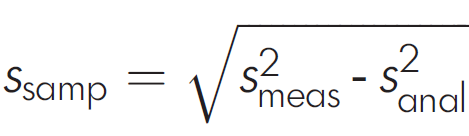 s_samp = √(s²_meas - s²_anal)